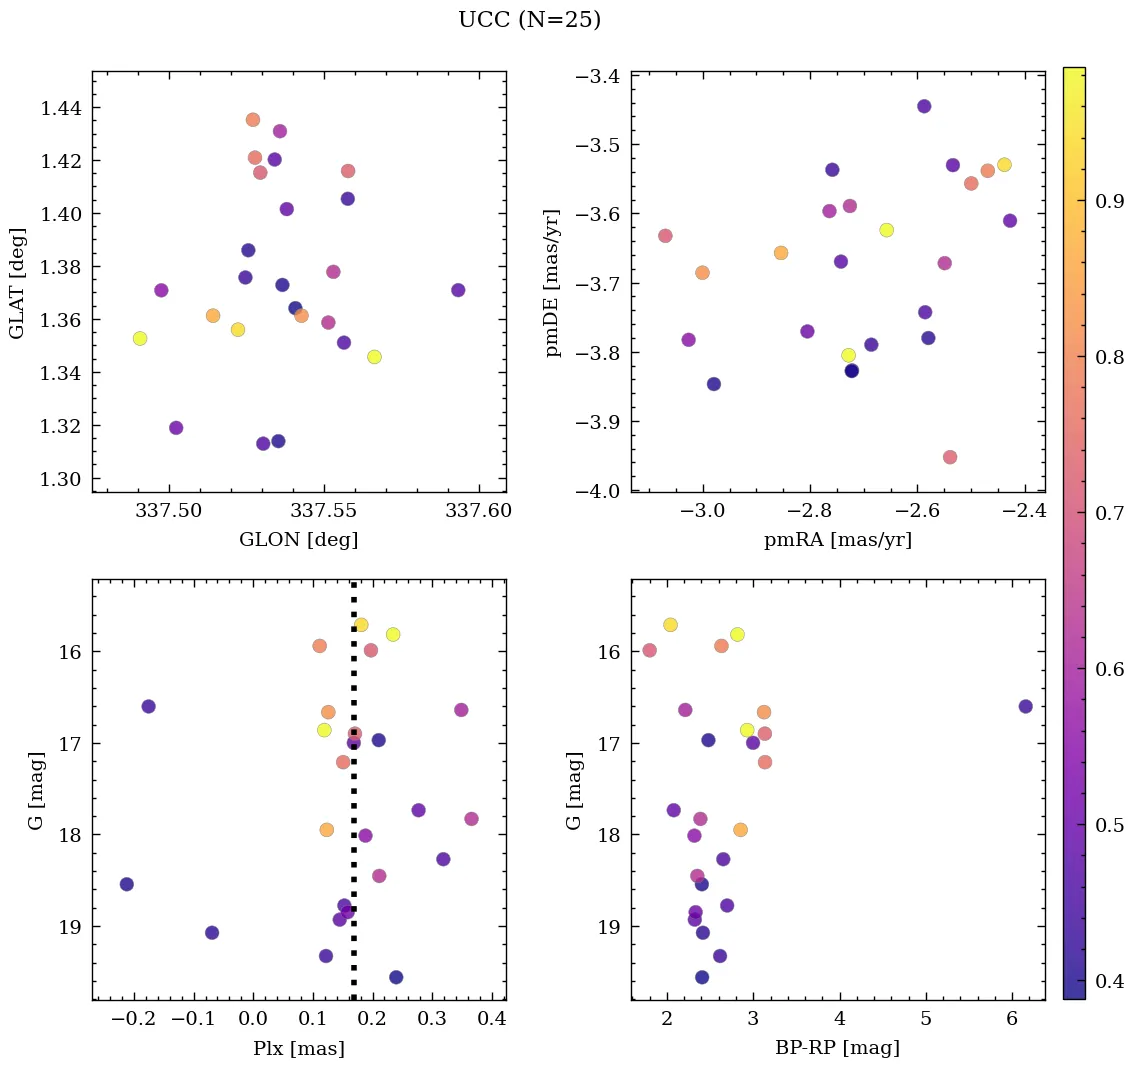 UCC (N=25)
1.44
1.42
1.40
1.38
1.36
1.34
1.32
1.30
GLAT [deg]
337.50 337.55 337.60
GLON [deg]
−3.4
−3.5
−3.6
−3.7
−3.8
−3.9
−4.0
pmDE [mas/yr]
−3.0 −2.8 −2.6 −2.4
pmRA [mas/yr]
16
17
18
19
G [mag]
−0.2 −0.1 0.0 0.1 0.2 0.3 0.4
Plx [mas]
16
17
18
19
G [mag]
2 3 4 5 6
BP-RP [mag]
0.9
0.8
0.7
0.6
0.5
0.4